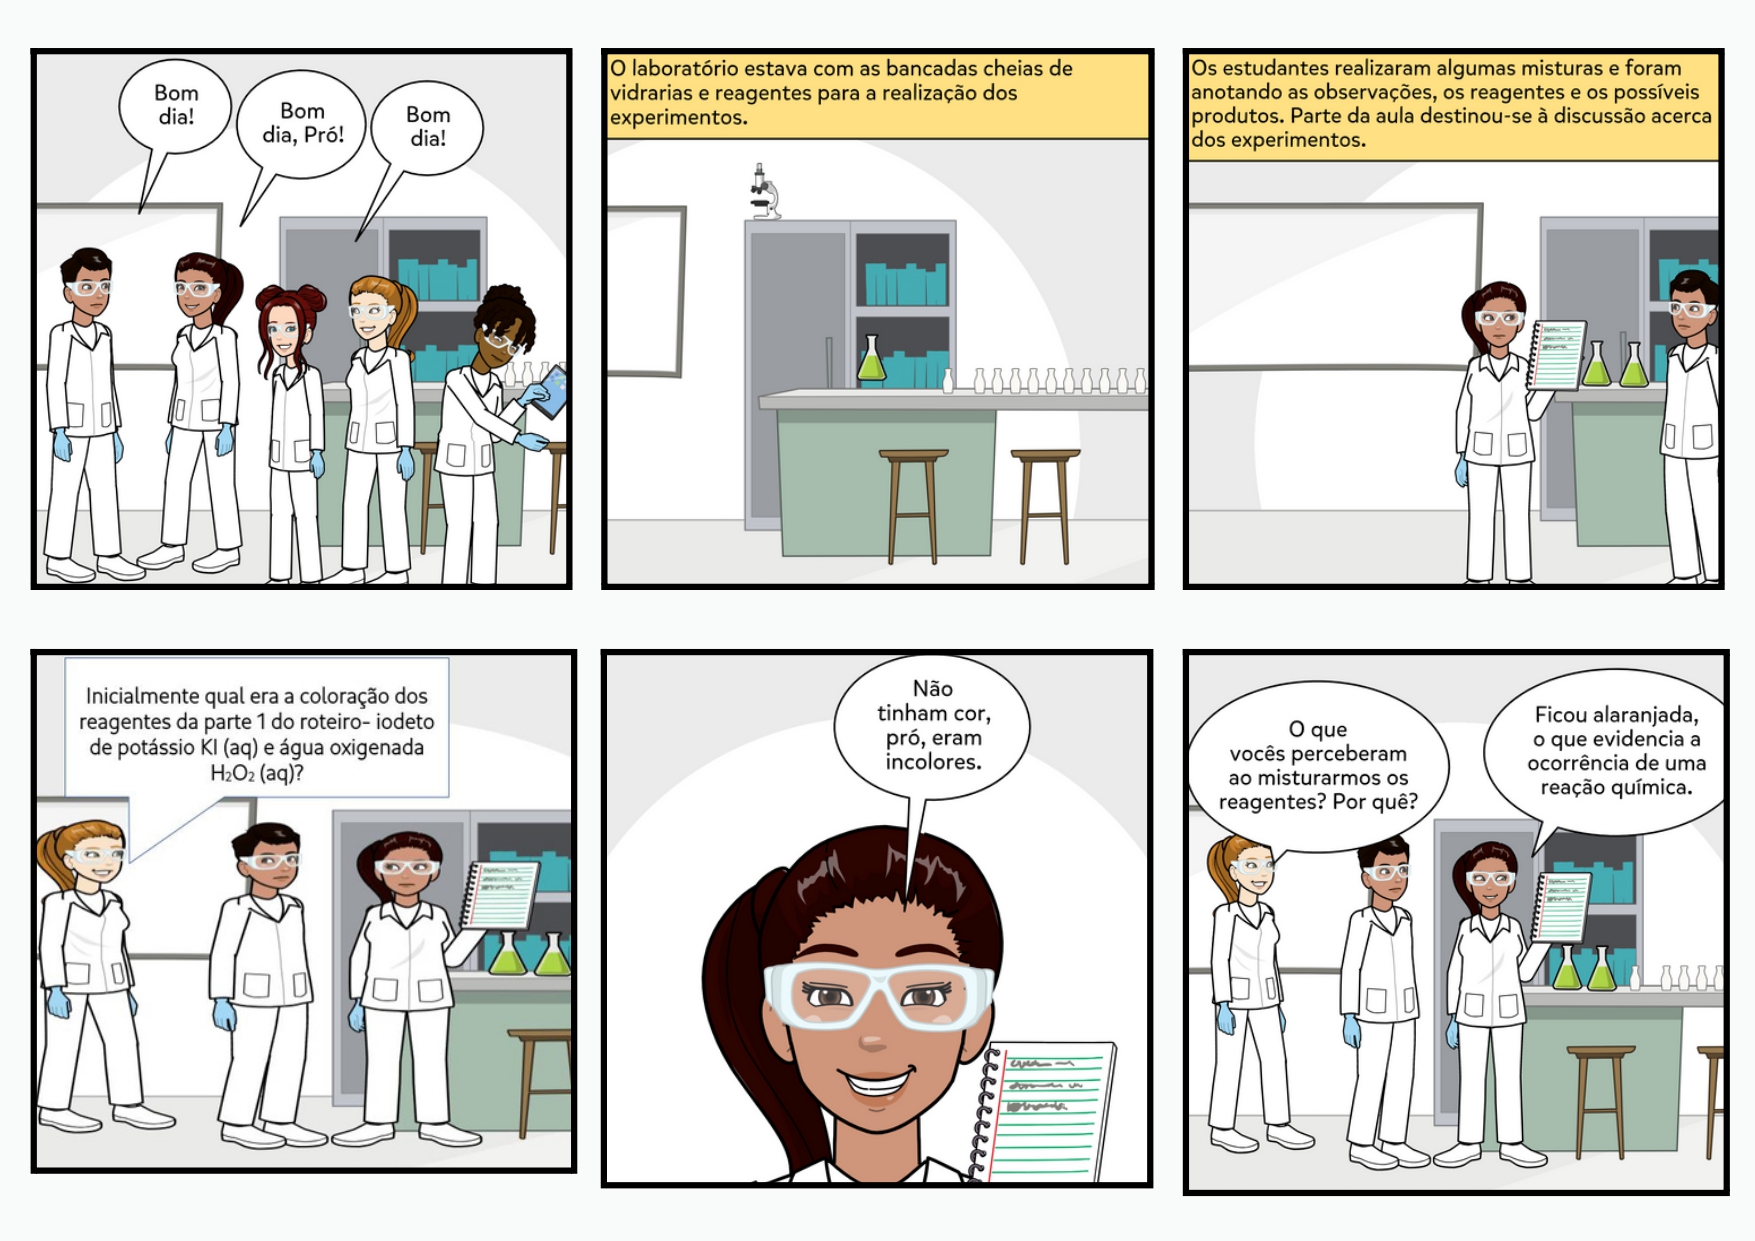 Bom
dia!
Bom
dia, Pró!
Bom
dia!
O laboratório estava com as bancadas cheias de
vidrarias e reagentes para a realização dos
experimentos.
Os estudantes realizaram algumas misturas e foram
anotando as observações, os reagentes e os possíveis
produtos. Parte da aula destinou-se à discussão acerca
dos experimentos.
Inicialmente qual era a coloração dos
reagentes da parte 1 do roteiro- iodeto
de potássio KI (aq) e água oxigenada
H₂O₂ (aq)?
Não
tinham cor,
pró, eram
incolores.
O que
vocês perceberam
ao misturarmos os
reagentes? Por quê?
Ficou alaranjada,
o que evidencia a
ocorrência de uma
reação química.